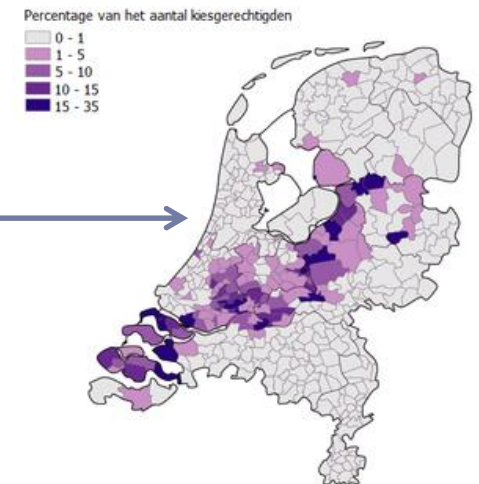 Percentage van het aantal kiesgerechtigden
0 - 1
1 - 5
5 - 10
10 - 15
15 - 35